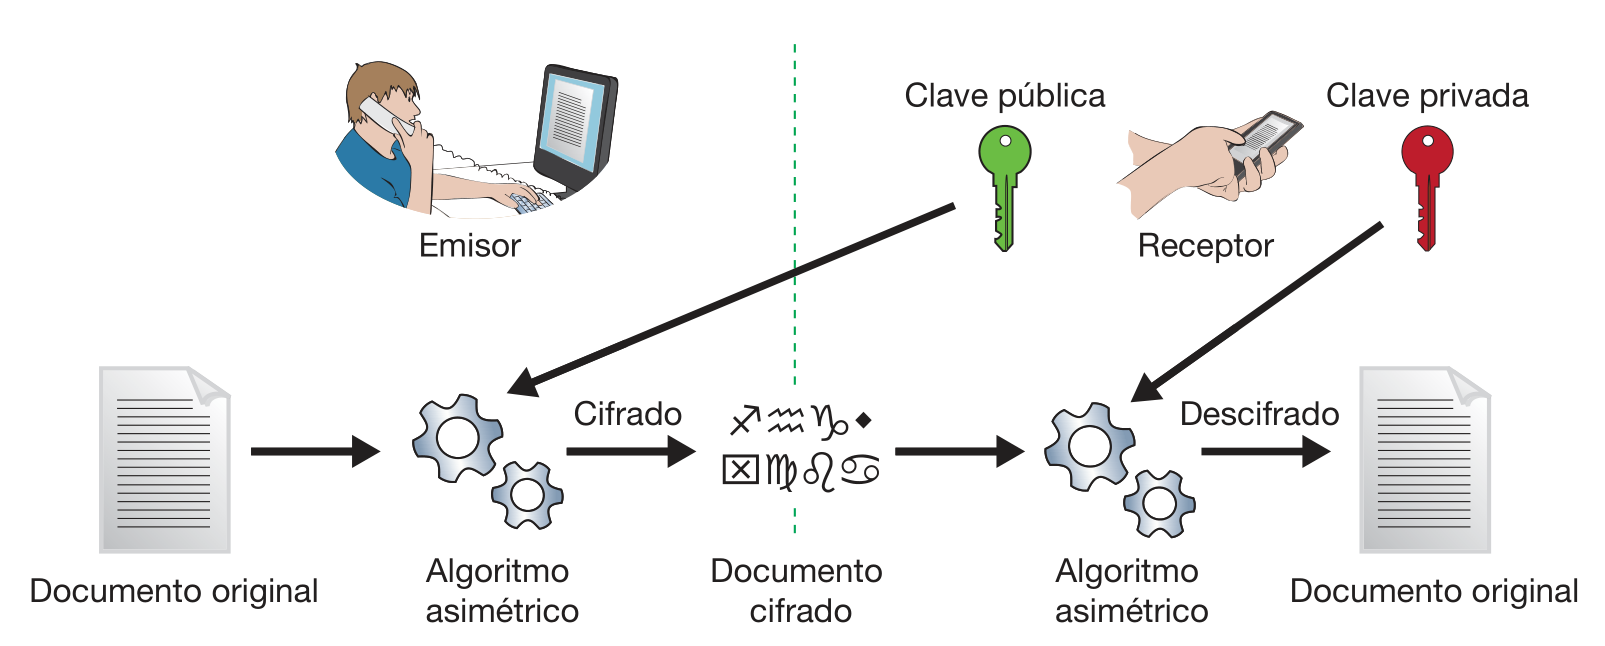 Clave pública
Clave privada
Emisor
Receptor
Cifrado
Descifrado
Documento original
Algoritmo
asimétrico
Documento
cifrado
Algoritmo
asimétrico
Documento original